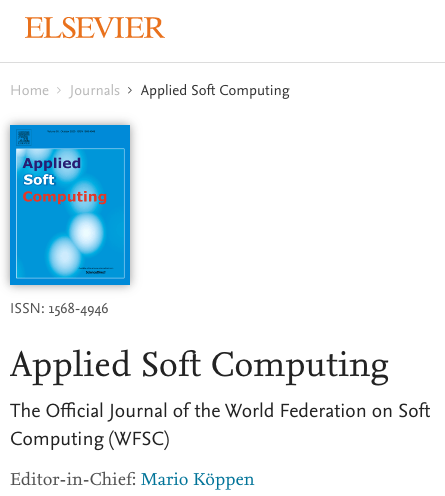 ELSEVIER
Home > Journals > Applied Soft Computing
Applied
Soft
Computing
ISSN: 1568-4946
Applied Soft Computing
The Official Journal of the World Federation on Soft
Computing (WFSC)
Editor-in-Chief: Mario Köppen